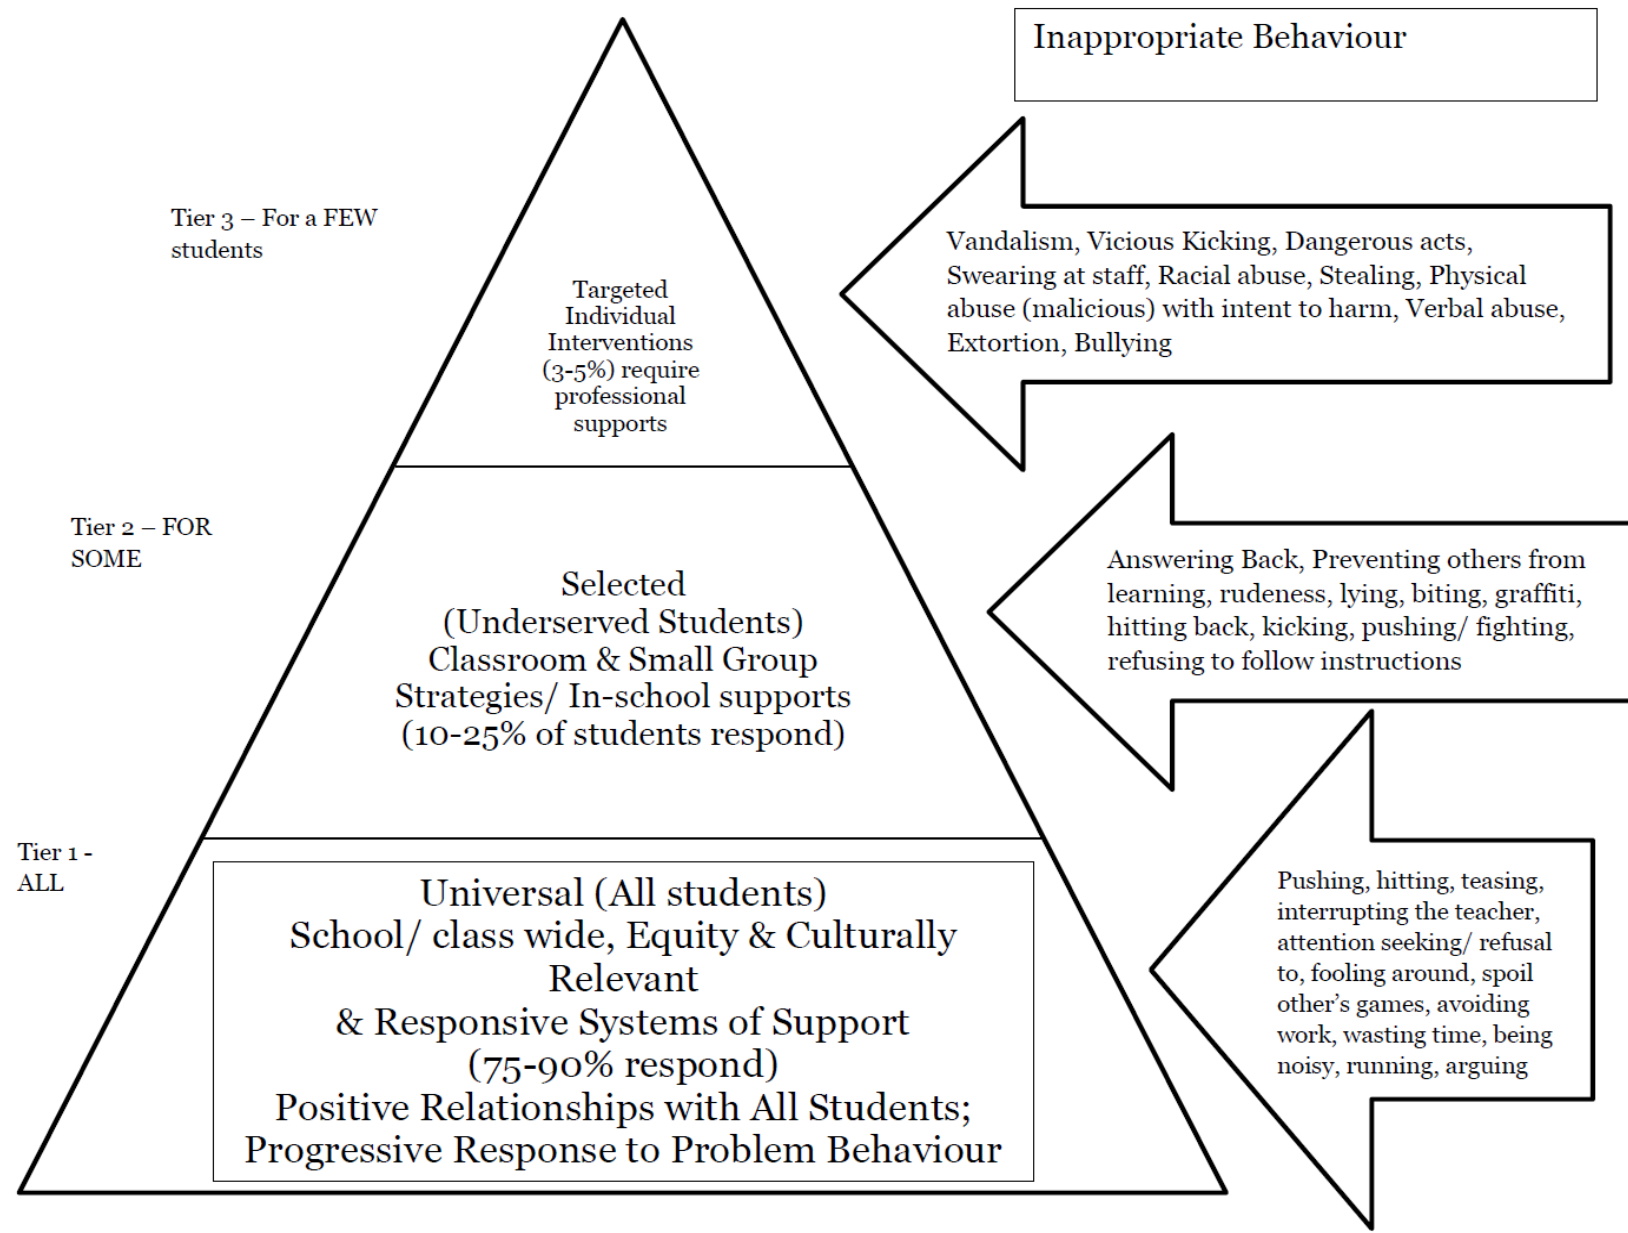 Inappropriate Behaviour
Tier 3 – For a FEW
students
Targeted
Individual
Interventions
(3-5%) require
professional
supports
Vandalism, Vicious Kicking, Dangerous acts,
Swearing at staff, Racial abuse, Stealing, Physical
abuse (malicious) with intent to harm, Verbal abuse,
Extortion, Bullying
Tier 2 – FOR
SOME
Selected
(Underserved Students)
Classroom & Small Group
Strategies/ In-school supports
(10-25% of students respond)
Answering Back, Preventing others from
learning, rudeness, lying, biting, graffiti,
hitting back, kicking, pushing/ fighting,
refusing to follow instructions
Tier 1 -
ALL
Universal (All students)
School/ class wide, Equity & Culturally
Relevant
& Responsive Systems of Support
(75-90% respond)
Positive Relationships with All Students;
Progressive Response to Problem Behaviour
Pushing, hitting, teasing,
interrupting the teacher,
attention seeking/ refusal
to, fooling around, spoil
other's games, avoiding
work, wasting time, being
noisy, running, arguing